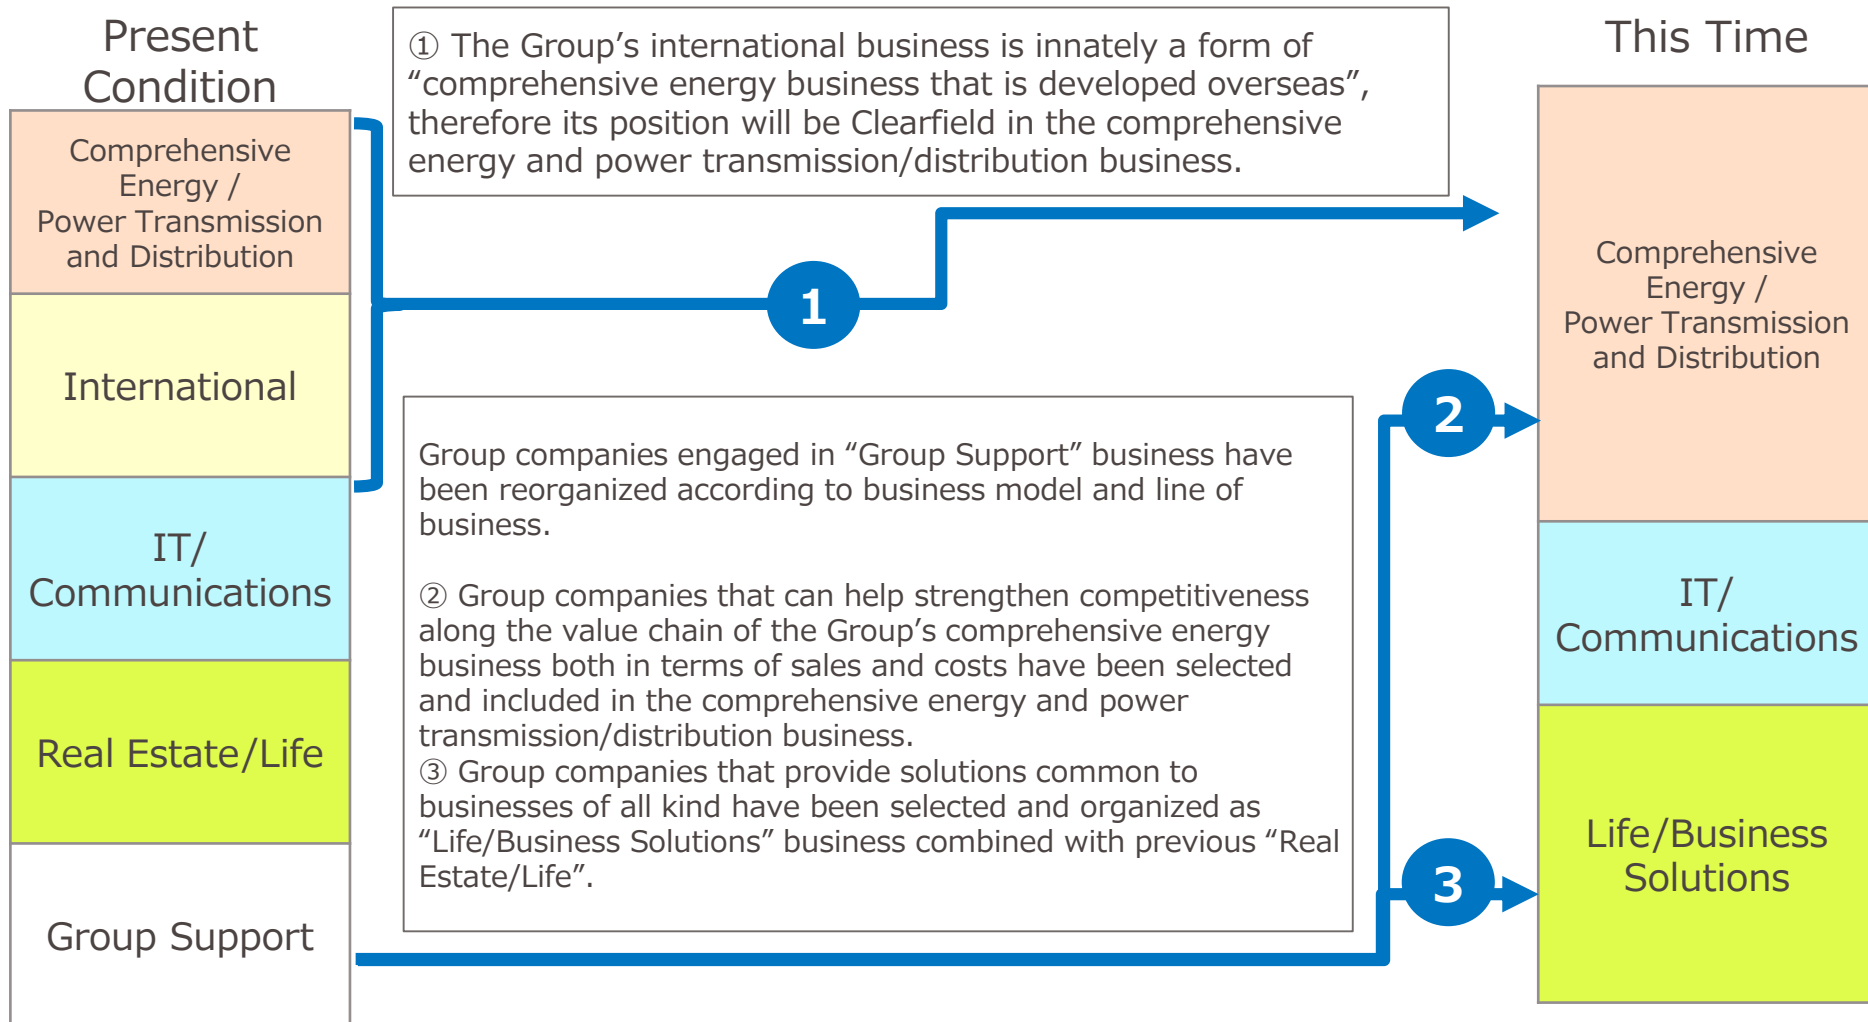 Present
Condition
Comprehensive
Energy /
Power Transmission
and Distribution
International
IT/
Communications
Real Estate/Life
Group Support
① The Group’s international business is innately a form of
“comprehensive energy business that is developed overseas”,
therefore its position will be Clearfield in the comprehensive
energy and power transmission/distribution business.
1
Group companies engaged in “Group Support” business have
been reorganized according to business model and line of
business.
② Group companies that can help strengthen competitiveness
along the value chain of the Group’s comprehensive energy
business both in terms of sales and costs have been selected
and included in the comprehensive energy and power
transmission/distribution business.
③ Group companies that provide solutions common to
businesses of all kind have been selected and organized as
“Life/Business Solutions” business combined with previous “Real
Estate/Life”.
2
3
This Time
Comprehensive
Energy /
Power Transmission
and Distribution
IT/
Communications
Life/Business
Solutions